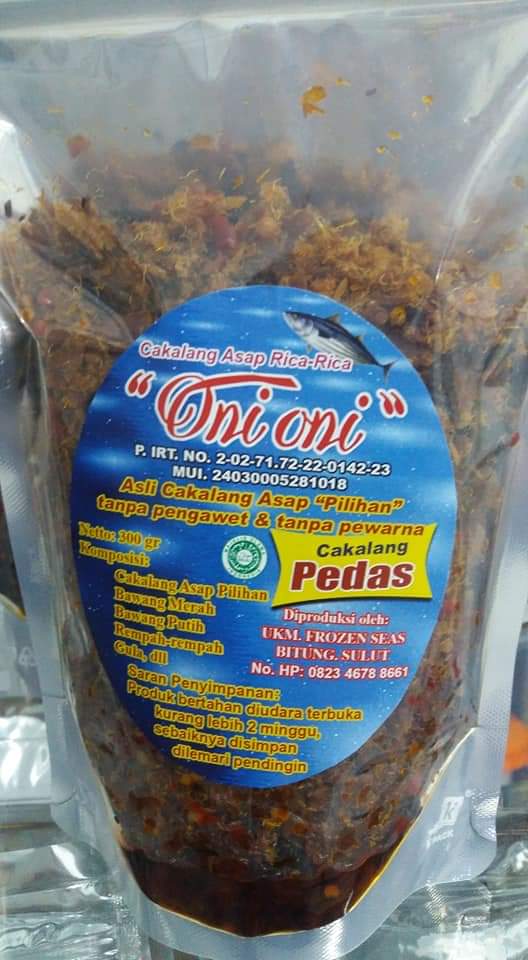 Cakalang Asap Rica-Rica
"Oni oni"
P. IRT. NO. 2-02-71.72-22-0142-23
MUI. 24030005281018
Asli Cakalang Asap "Pilihan"
tanpa pengawet & tanpa pewarna
Netto: 300 gr
Komposisi:
Cakalang Asap Pilihan
Bawang Merah
Bawang Putih
Rempah-rempah
Gula, dll
Cakalang
Pedas
Diproduksi oleh:
UKM. FROZEN SEAS
BITUNG. SULUT
No. HP: 0823 4678 8661
Saran Penyimpanan:
Produk bertahan diudara terbuka
kurang lebih 2 minggu,
sebaiknya disimpan
dilemari pendingin
K
PACK